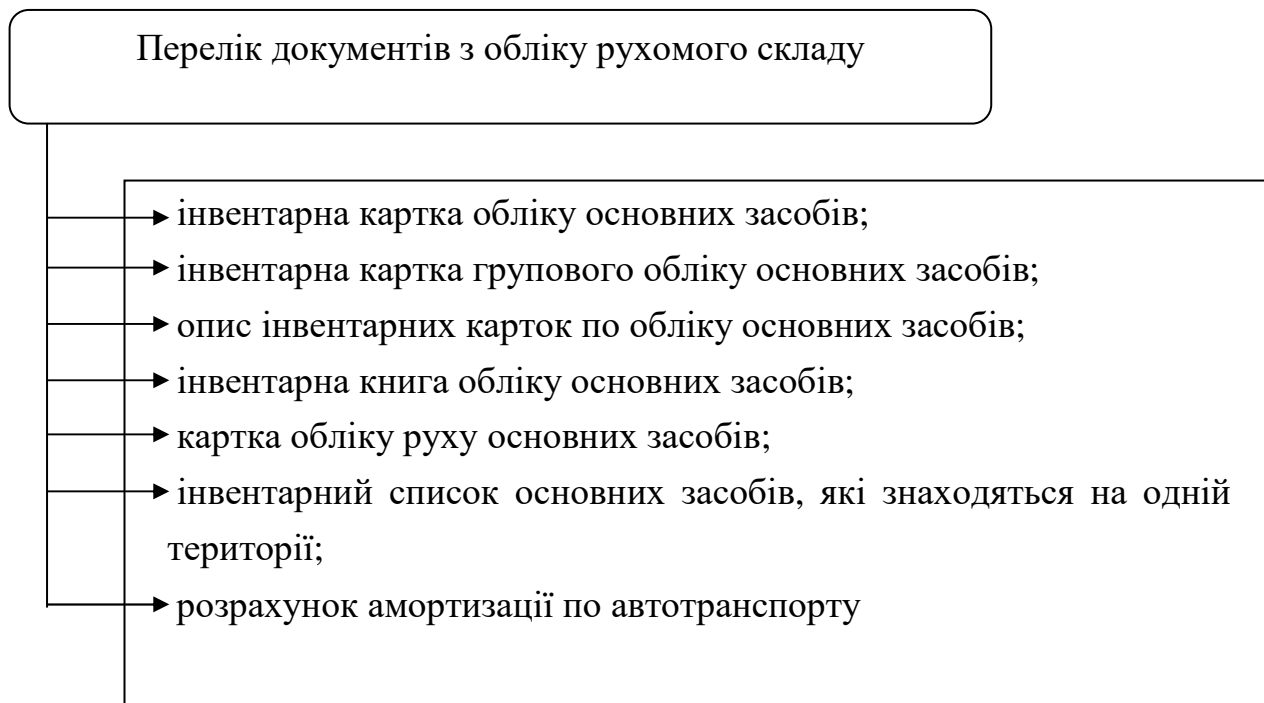 Перелік документів з обліку рухомого складу
інвентарна картка обліку основних засобів;
інвентарна картка групового обліку основних засобів;
опис інвентарних карток по обліку основних засобів;
інвентарна книга обліку основних засобів;
картка обліку руху основних засобів;
інвентарний список основних засобів, які знаходяться на одній
території;
розрахунок амортизації по автотранспорту